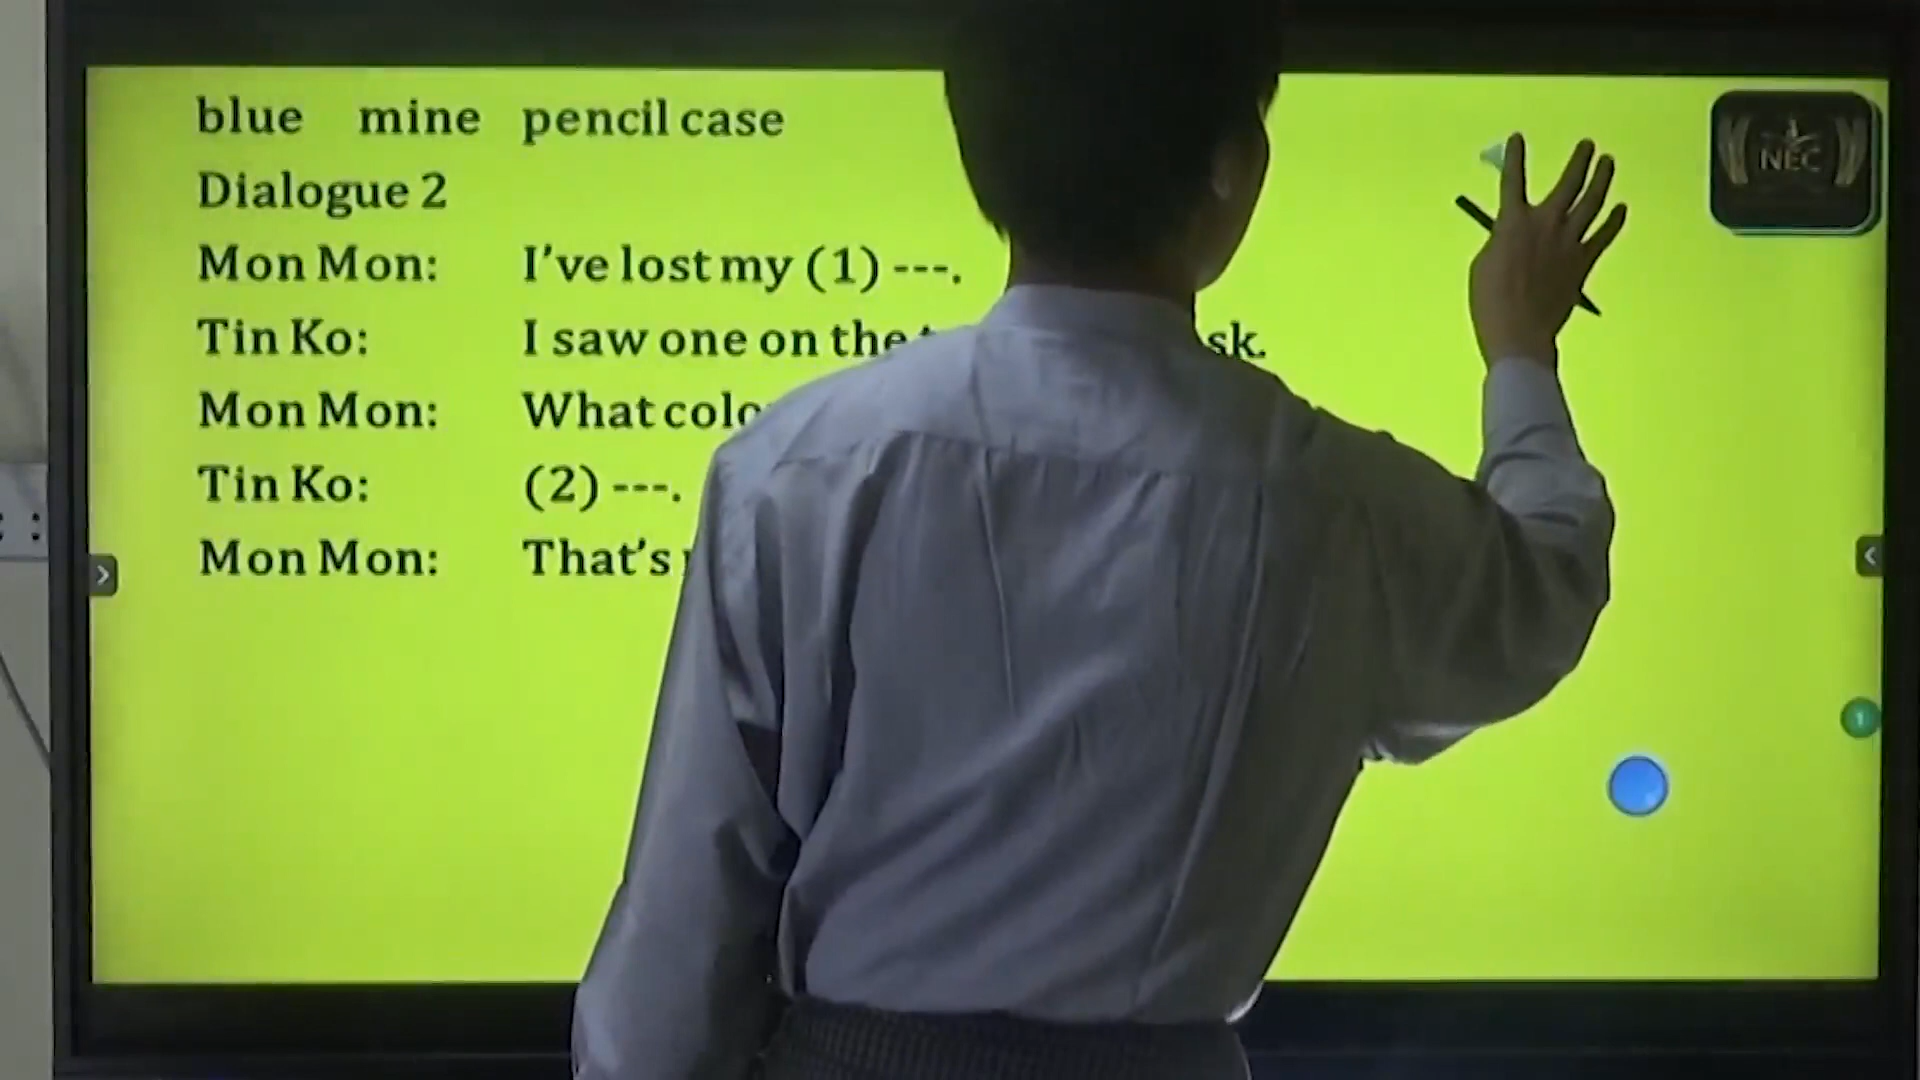 blue mine pencil case
NEC
Dialogue 2
Mon Mon: I've lost my (1) ---.
Tin Ko: I saw one on the
Mon Mon: What
Tin Ko: (2) ---.
Mon Mon: That's
1